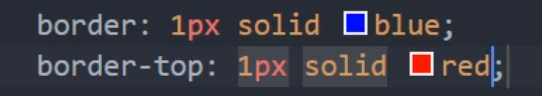 border: 1px solid blue;
border-top: 1px solid red;